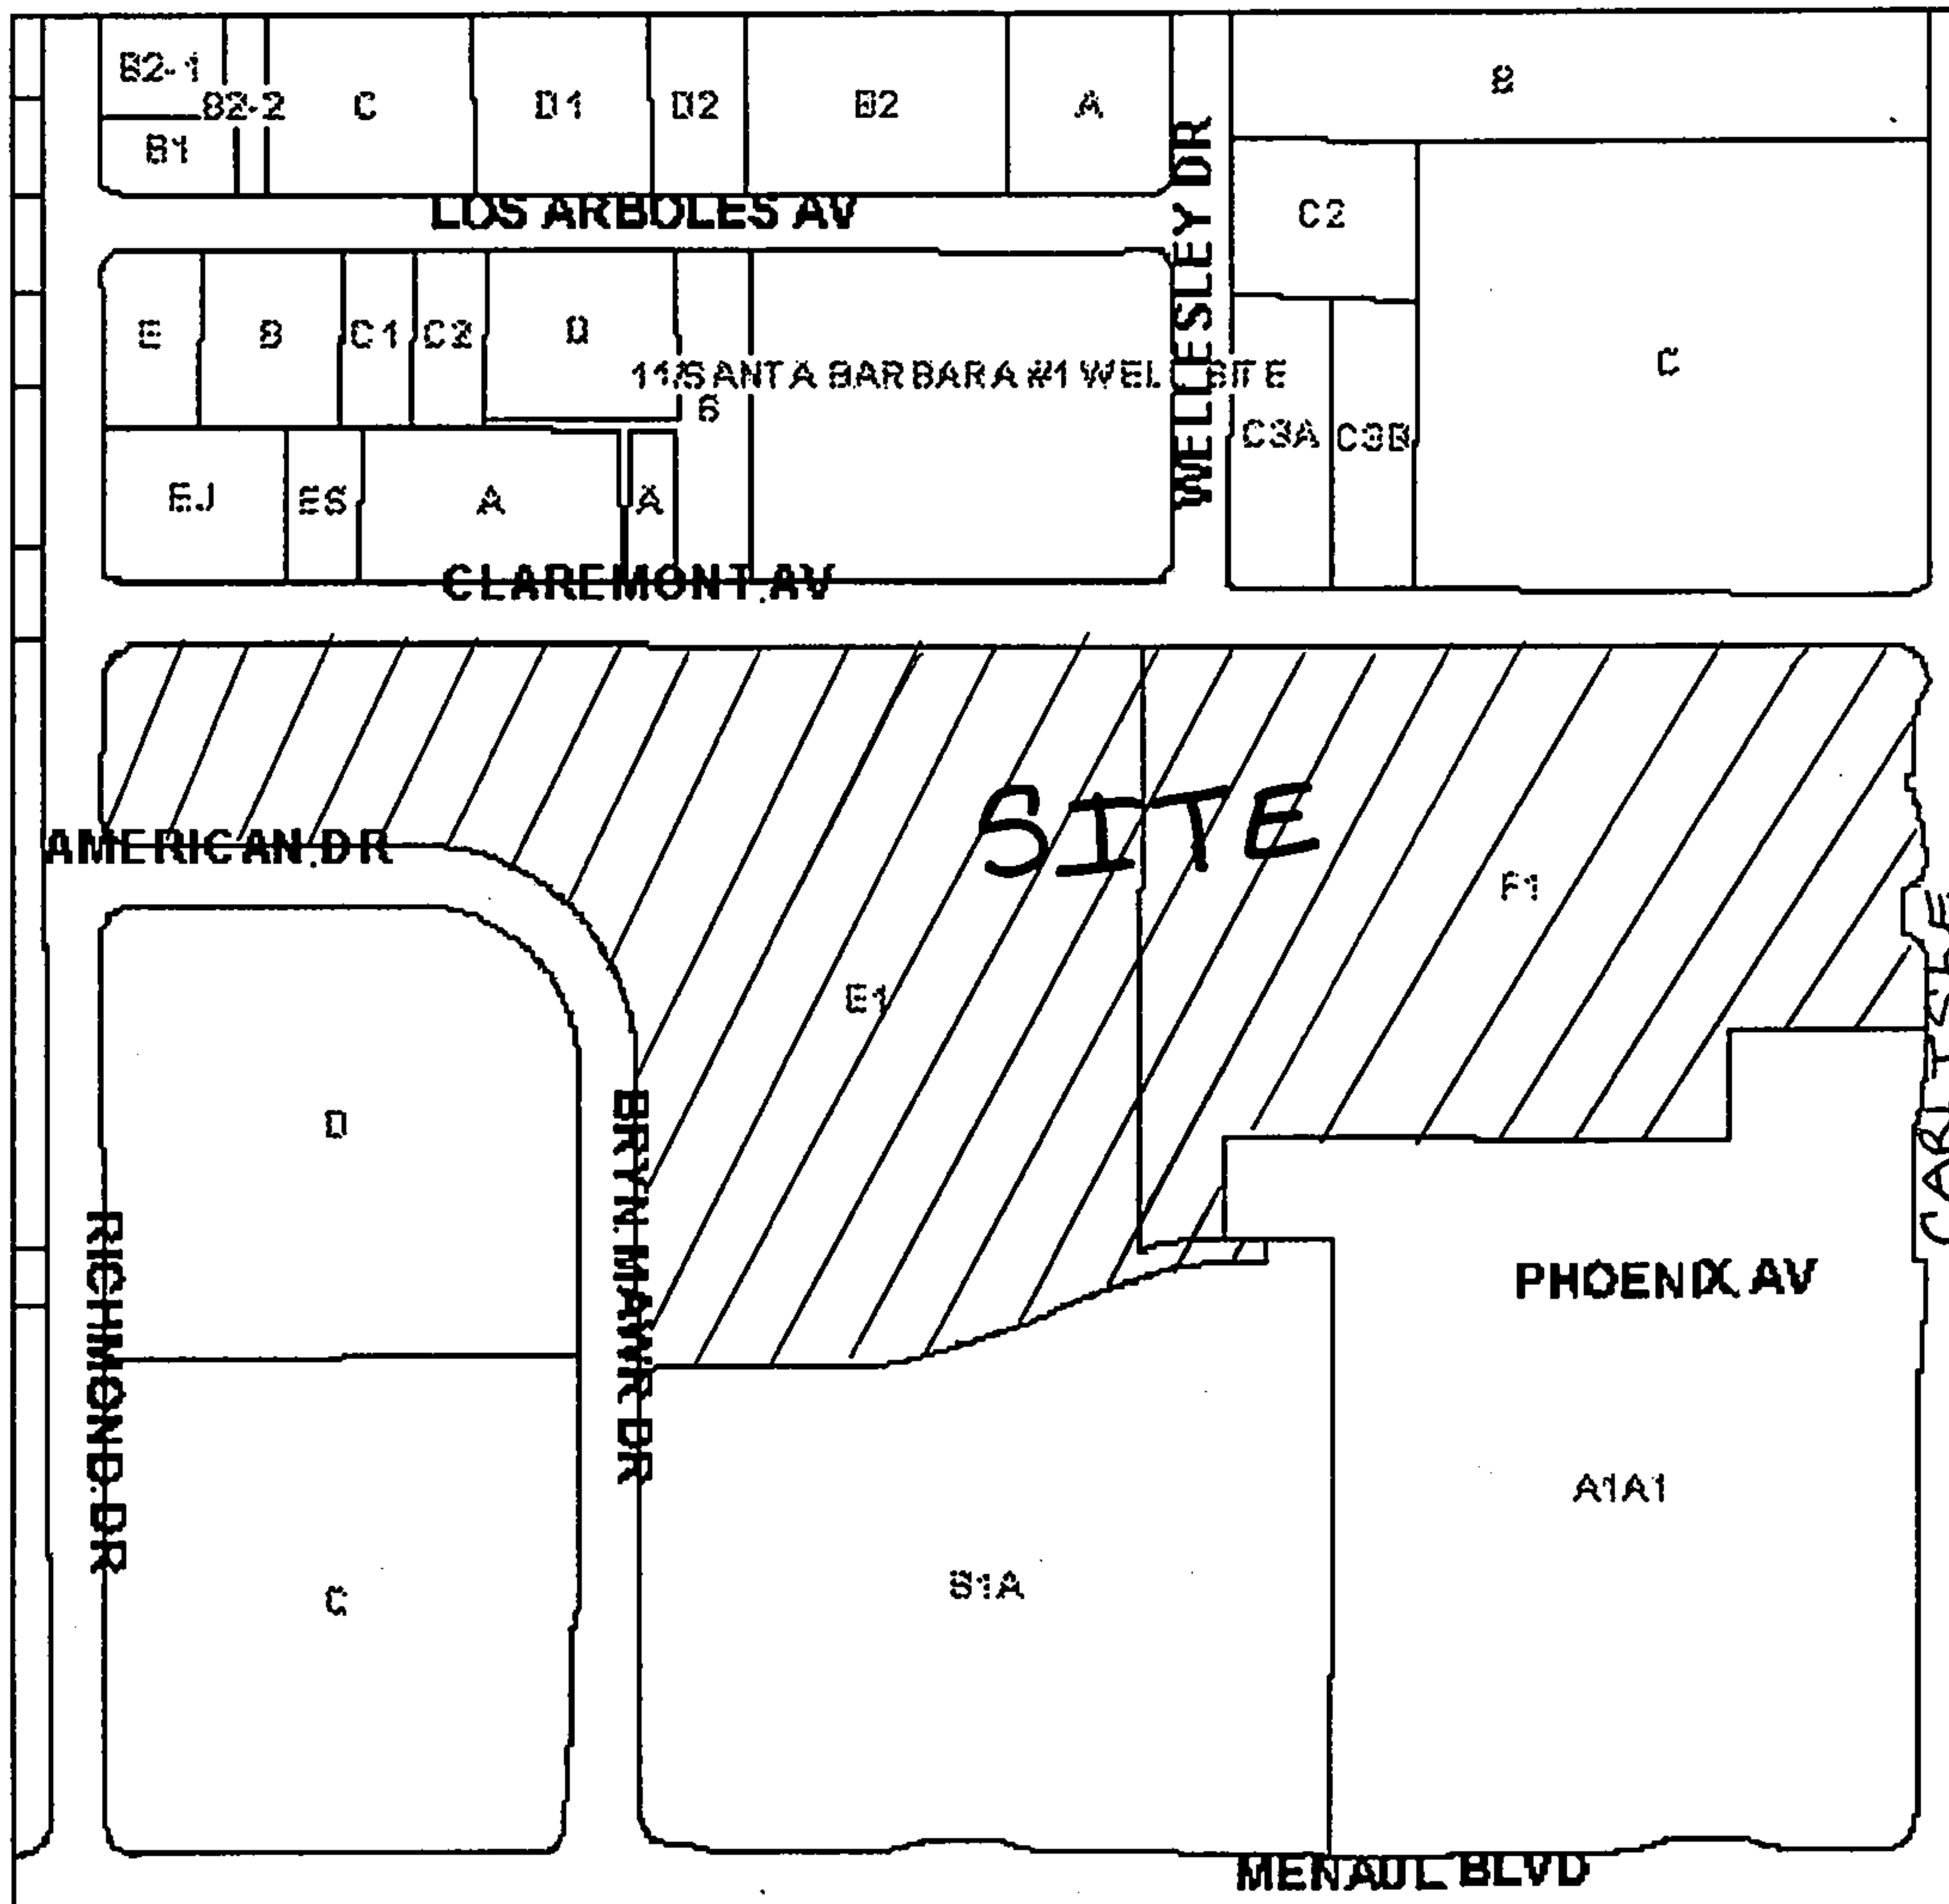 B2-1
B2-2
B1
C
D1
D2
B2
A
B
LOS ARBOLES AV
WELLESLEY DR
C2
E
B
C1
C2
D
11/SANTA BARBARA #1 WELL SITE
6
C
C3A
C3B
EJ
ES
A
A
CLAREMONT AV
SITE
AMERICAN DR
F1
E1
CARLISLE
D
BRYN MAWR DR
RICHMOND DR
PHOENIX AV
A1A1
B1A
C
MENAUL BLVD